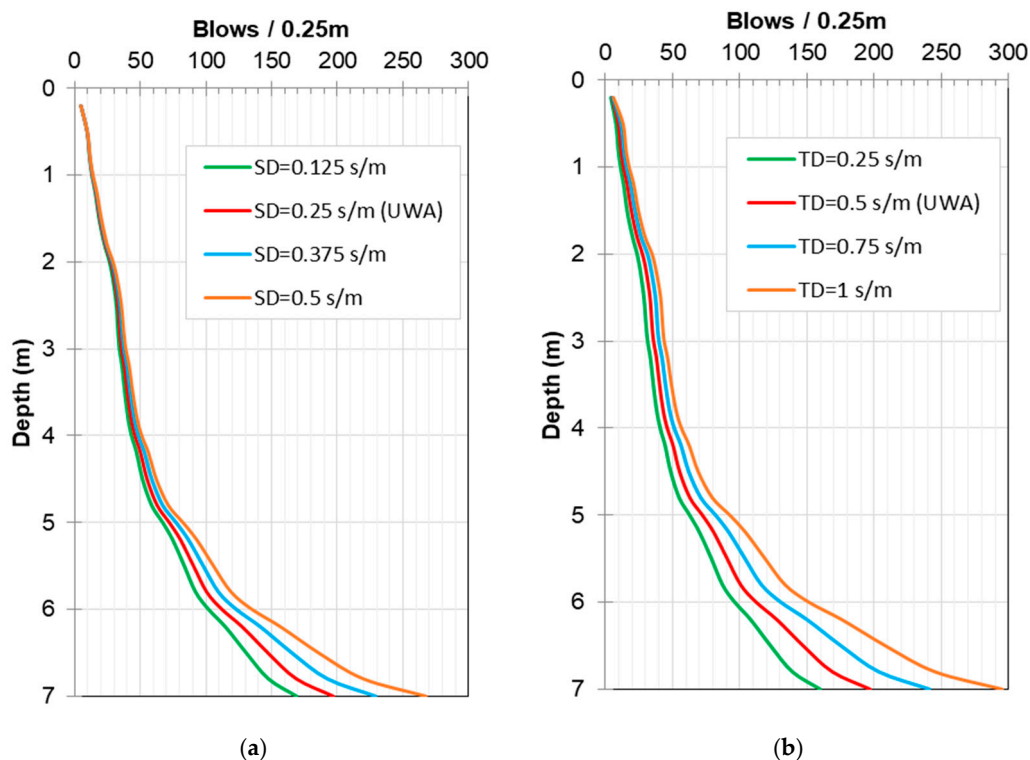 Blows / 0.25m
0 50 100 150 200 250 300
0
1
2
3
4
5
6
7
Depth (m)
SD=0.125 s/m
SD=0.25 s/m (UWA)
SD=0.375 s/m
SD=0.5 s/m
(a)
Blows / 0.25m
0 50 100 150 200 250 300
0
1
2
3
4
5
6
7
Depth (m)
TD=0.25 s/m
TD=0.5 s/m (UWA)
TD=0.75 s/m
TD=1 s/m
(b)